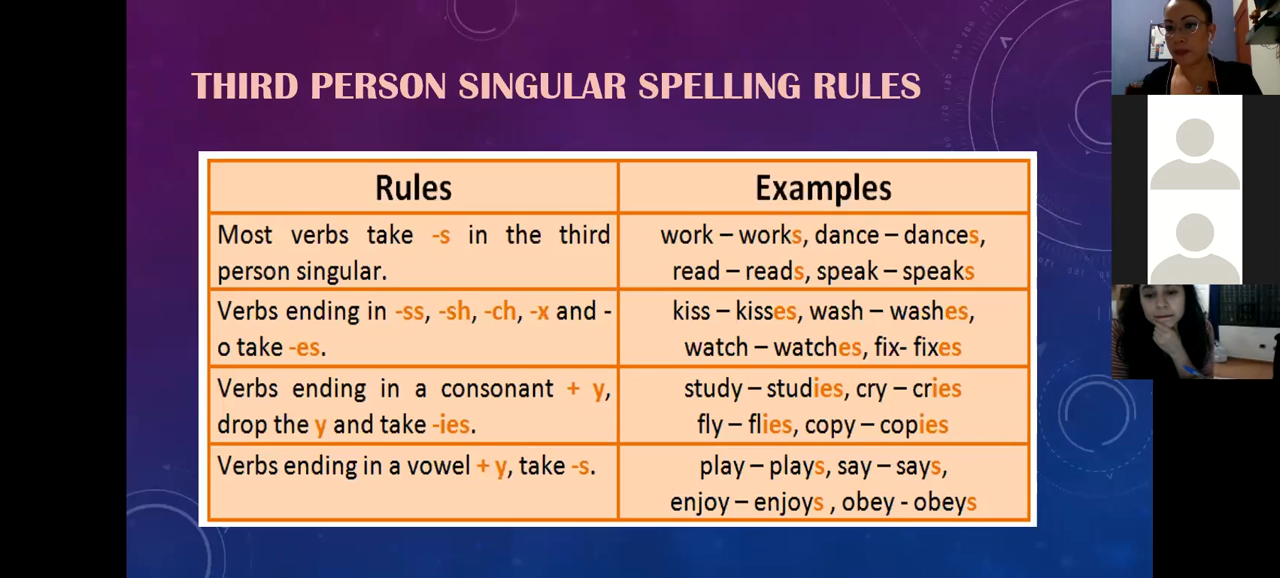 THIRD PERSON SINGULAR SPELLING RULES
Rules
Examples
Most verbs take -s in the third
person singular.
work – works, dance – dances,
read – reads, speak – speaks
Verbs ending in -ss, -sh, -ch, -x and -
o take -es.
kiss – kisses, wash – washes,
watch – watches, fix- fixes
Verbs ending in a consonant + y,
drop the y and take -ies.
study – studies, cry – cries
fly – flies, copy – copies
Verbs ending in a vowel + y, take -s.
play – plays, say – says,
enjoy – enjoys , obey - obeys